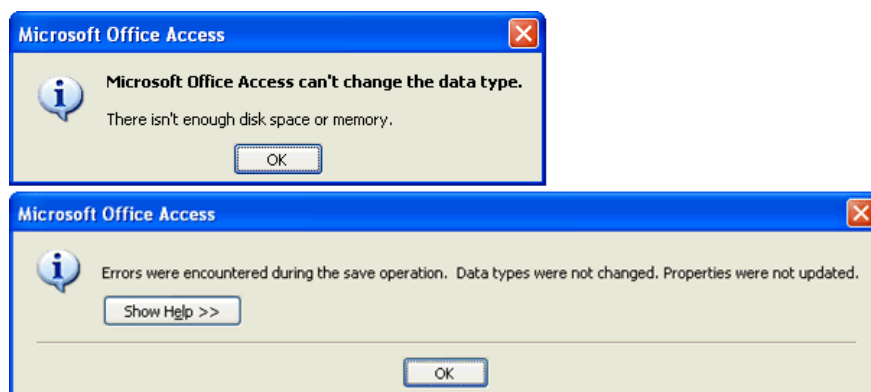 Microsoft Office Access
Microsoft Office Access can't change the data type.
There isn't enough disk space or memory.
OK
Microsoft Office Access
Errors were encountered during the save operation.  Data types were not changed. Properties were not updated.
Show Help >>
OK